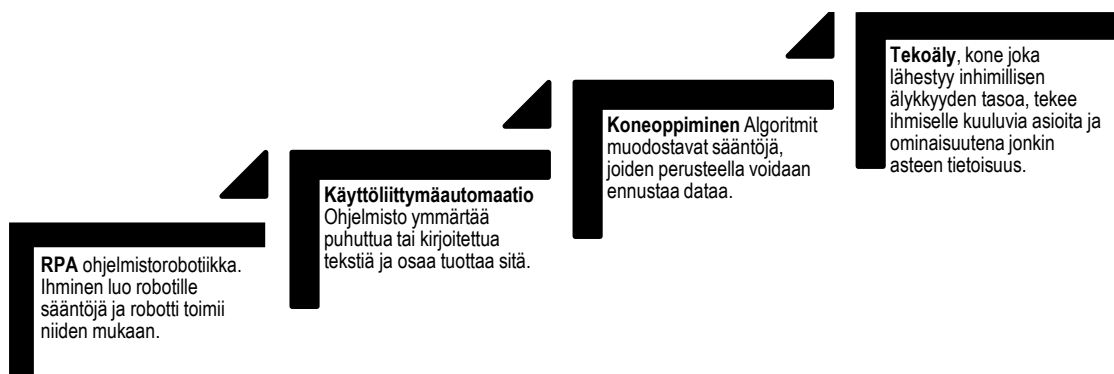 RPA ohjelmistorobotiikka.
Ihminen luo robotille
sääntöjä ja robotti toimii
niiden mukaan.
Käyttöliittymäautomaatio
Ohjelmisto ymmärtää
puhuttua tai kirjoitettua
tekstiä ja osaa tuottaa sitä.
Koneoppiminen Algoritmit
muodostavat sääntöjä,
joiden perusteella voidaan
ennustaa dataa.
Tekoäly, kone joka
lähestyy inhimillisen
älykkyyden tasoa, tekee
ihmiselle kuuluvia asioita ja
ominaisuutena jonkin
asteen tietoisuus.